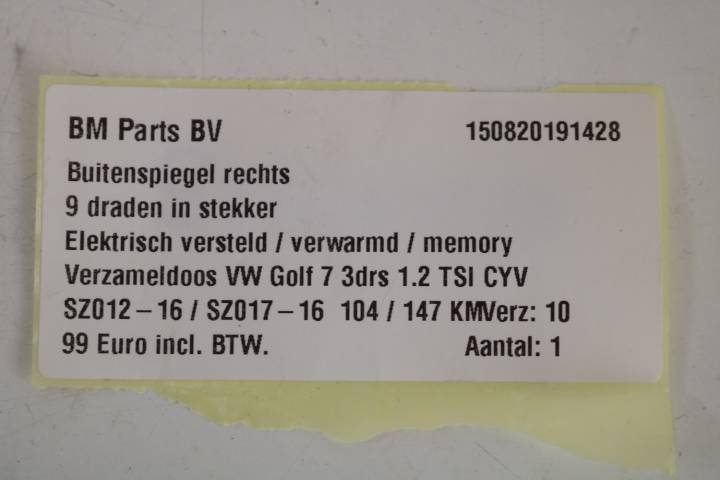 BM Parts BV 150820191428
Buitenspiegel rechts
9 draden in stekker
Elektrisch versteld / verwarmd / memory
Verzameldoos VW Golf 7 3drs 1.2 TSI CYV
SZ012-16 / SZ017-16 104 / 147 KMVerz: 10
99 Euro incl. BTW. Aantal: 1